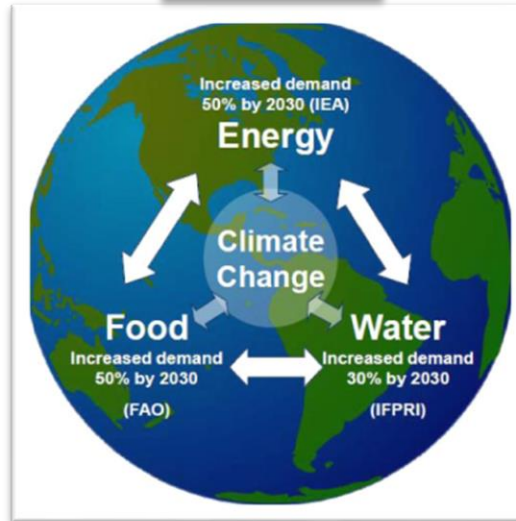 Increased demand
50% by 2030 (IEA)
Energy
Climate
Change
Food
Increased demand
50% by 2030
(FAO)
Water
Increased demand
30% by 2030
(IFPRI)